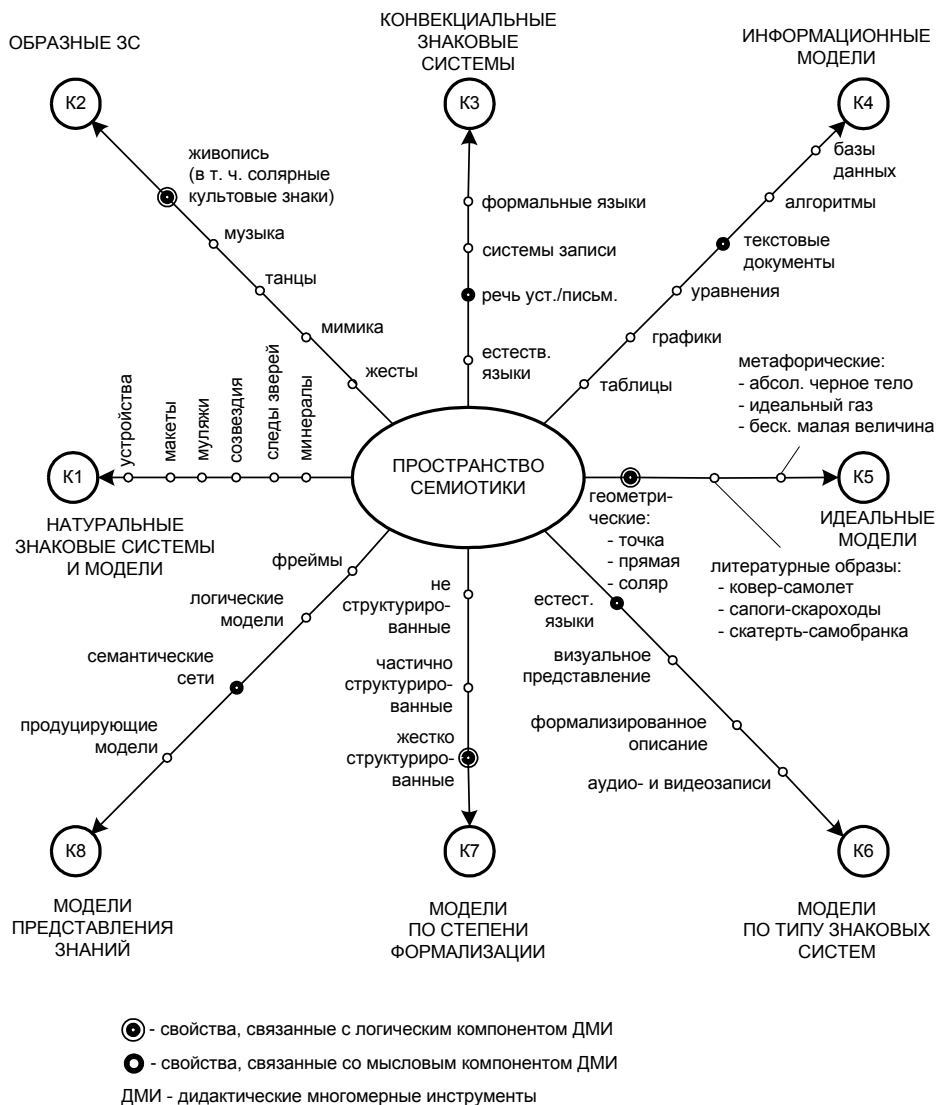 ОБРАЗНЫЕ ЗС
К2
живопись
(в т. ч. солярные
культовые знаки)
музыка
танцы
мимика
жесты
КОНВЕКЦИАЛЬНЫЕ
ЗНАКОВЫЕ
СИСТЕМЫ
К3
формальные языки
системы записи
речь уст./письм.
естеств.
языки
ИНФОРМАЦИОННЫЕ
МОДЕЛИ
К4
базы
данных
алгоритмы
текстовые
документы
уравнения
графики
таблицы
К1
устройства
макеты
муляжи
созвездия
следы зверей
минералы
НАТУРАЛЬНЫЕ
ЗНАКОВЫЕ СИСТЕМЫ
И МОДЕЛИ
ПРОСТРАНСТВО
СЕМИОТИКИ
метафорические:
- абсол. черное тело
- идеальный газ
- беск. малая величина
К5
ИДЕАЛЬНЫЕ
МОДЕЛИ
геометри-
ческие:
- точка
- прямая
- соляр
литературные образы:
- ковер-самолет
- сапоги-скароходы
- скатерть-самобранка
фреймы
логические
модели
семантические
сети
продуцирующие
модели
К8
МОДЕЛИ
ПРЕДСТАВЛЕНИЯ
ЗНАНИЙ
не
структуриро-
ванные
частично
структуриро-
ванные
жестко
структуриро-
ванные
К7
МОДЕЛИ
ПО СТЕПЕНИ
ФОРМАЛИЗАЦИИ
естест.
языки
визуальное
представление
формализированное
описание
аудио- и видеозаписи
К6
МОДЕЛИ
ПО ТИПУ ЗНАКОВЫХ
СИСТЕМ
- свойства, связанные с логическим компонентом ДМИ
- свойства, связанные со мысловым компонентом ДМИ
ДМИ - дидактические многомерные инструменты